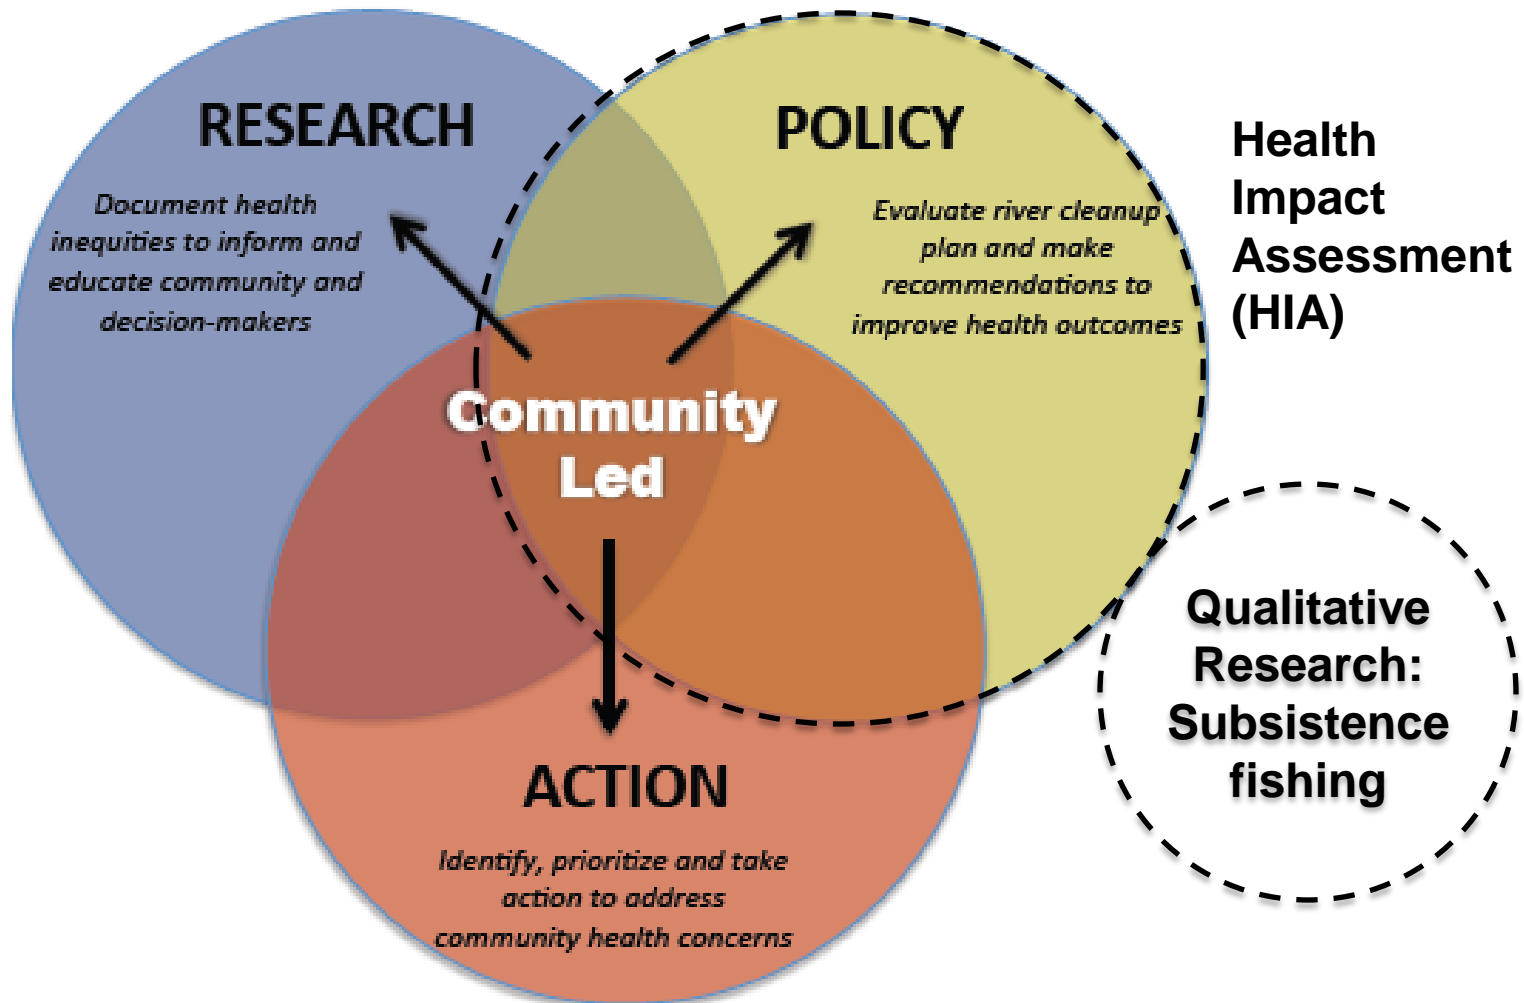 RESEARCH
Document health
inequities to inform and
educate community and
decision-makers
POLICY
Evaluate river cleanup
plan and make
recommendations to
improve health outcomes
Health
Impact
Assessment
(HIA)
Community
Led
ACTION
Identify, prioritize and take
action to address
community health concerns
Qualitative
Research:
Subsistence
fishing